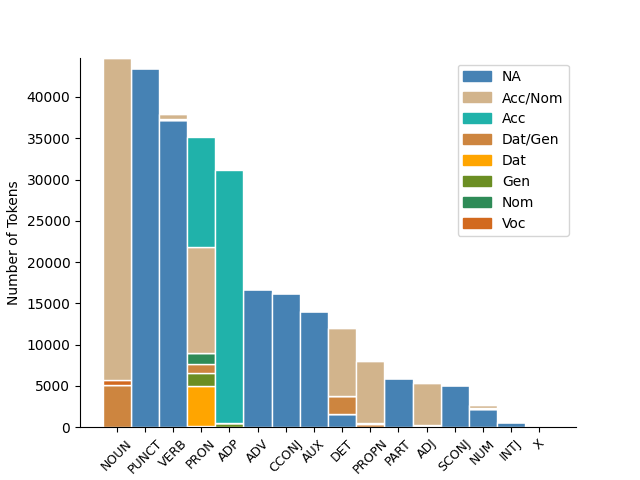 Number of Tokens
40000
35000
30000
25000
20000
15000
10000
5000
0
NOUN
PUNCT
VERB
PRON
ADP
ADV
CCONJ
AUX
DET
PROPN
PART
ADJ
SCONJ
NUM
INTJ
X
NA
Acc/Nom
Acc
Dat/Gen
Dat
Gen
Nom
Voc